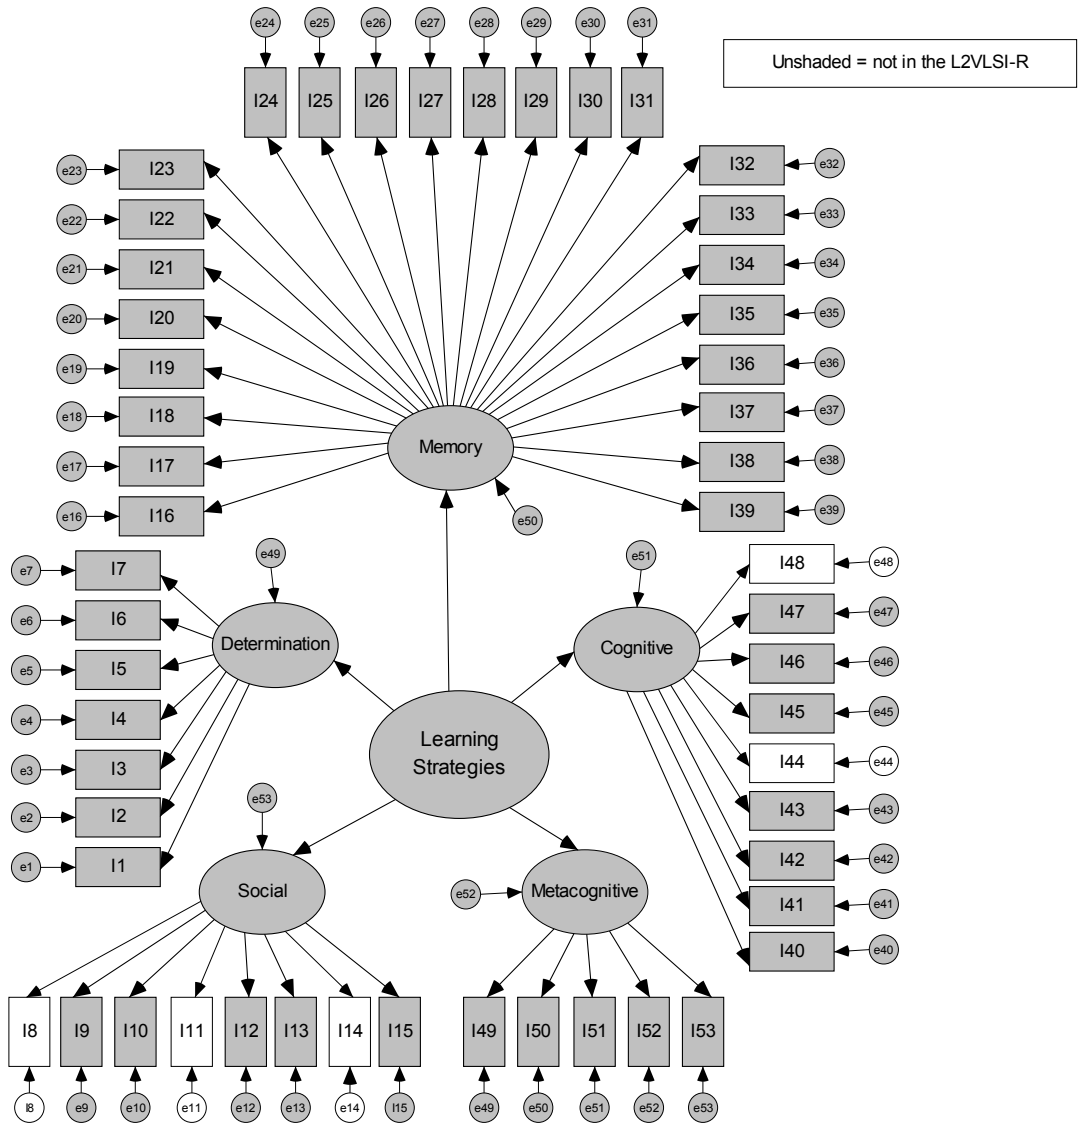 e24 e25 e26 e27 e28 e29 e30 e31
Unshaded = not in the L2VLSI-R
I24 I25 I26 I27 I28 I29 I30 I31
e23 I23 I32 e32
e22 I22 I33 e33
e21 I21 I34 e34
e20 I20 I35 e35
e19 I19 I36 e36
e18 I18 I37 e37
Memory
e17 I17 I38 e38
e16 I16 I39 e39
e50
e49 e51
e7 I7 I48 e48
e6 I6 I47 e47
Determination Cognitive
e5 I5 I46 e46
e4 I4 I45 e45
Learning
Strategies
e3 I3 I44 e44
e2 I2 I43 e43
e53
e1 I1 I42 e42
Social e52 Metacognitive
I41 e41
I40 e40
I8 I9 I10 I11 I12 I13 I14 I15 I49 I50 I51 I52 I53
I8 e9 e10 e11 e12 e13 e14 I15 e49 e50 e51 e52 e53